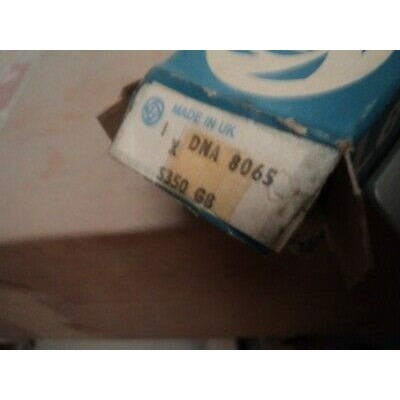 MADE IN UK
1 X DNA 8065
S350 GB